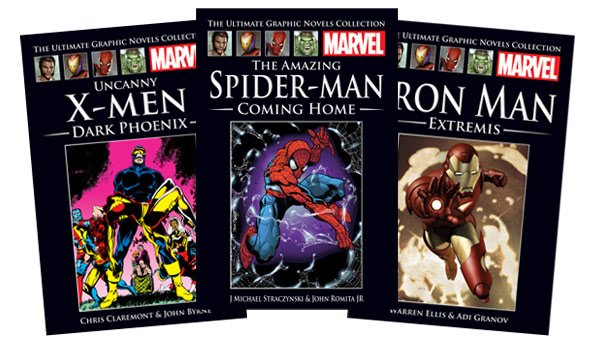 THE ULTIMATE GRAPHIC NOVELS COLLECTION
MARVEL
UNCANNY
X-MEN
DARK PHOENIX
CHRIS CLAREMONT & JOHN BYRNE
THE ULTIMATE GRAPHIC NOVELS COLLECTION
MARVEL
THE AMAZING
SPIDER-MAN
COMING HOME
J MICHAEL STRACZYNSKI & JOHN ROMITA JR
THE ULTIMATE GRAPHIC NOVELS COLLECTION
MARVEL
IRON MAN
EXTREMIS
WARREN ELLIS & ADI GRANOV